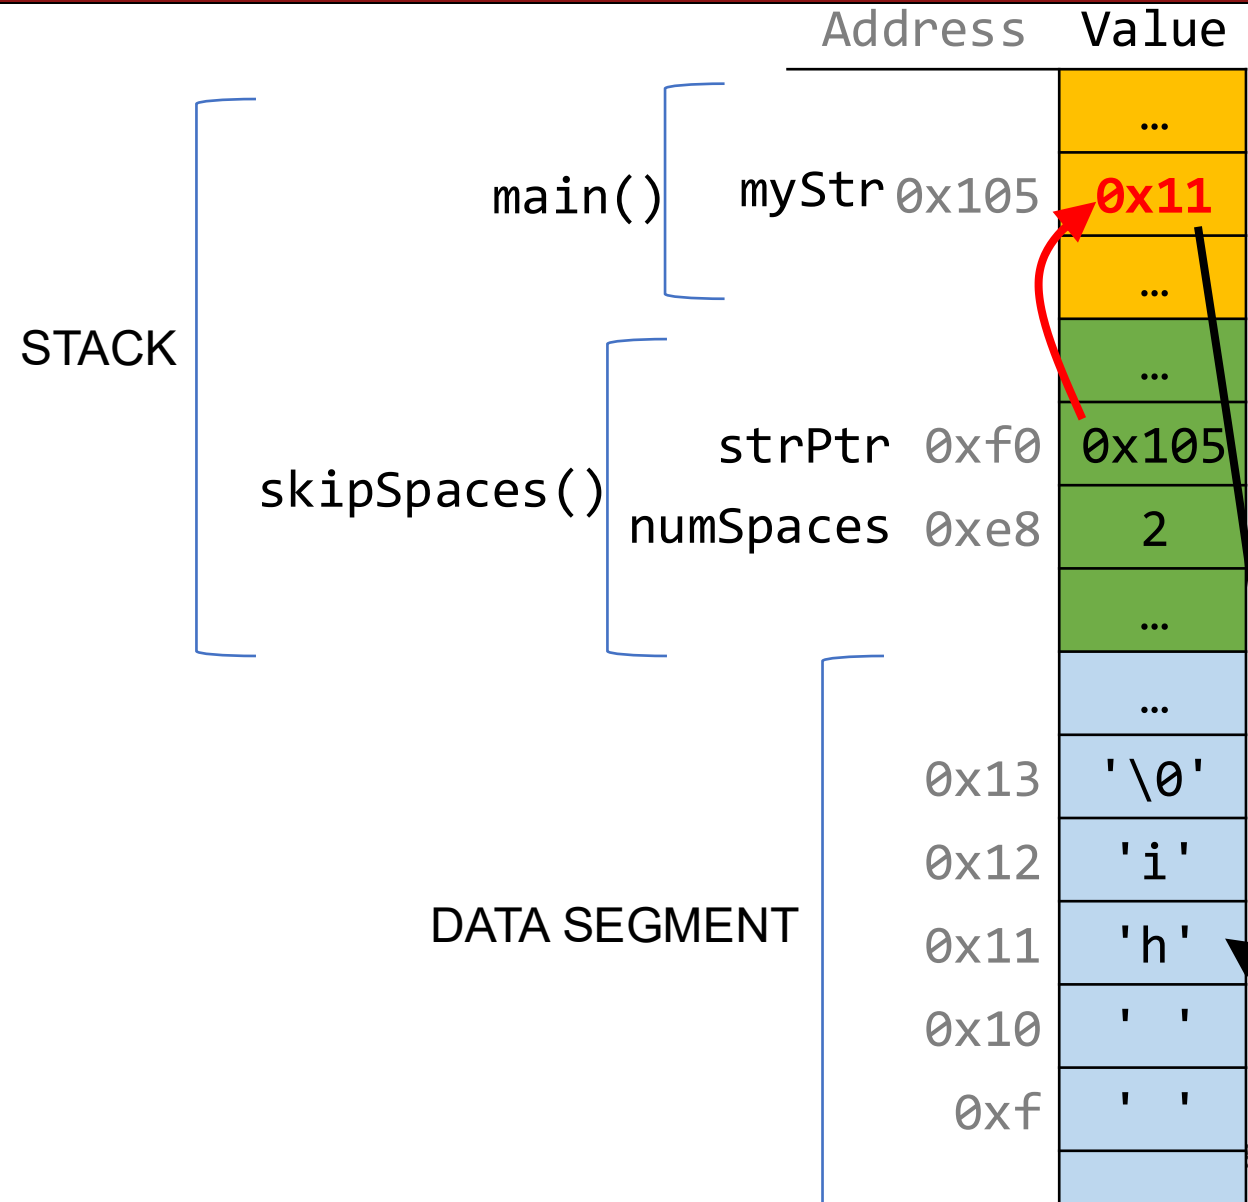 Address Value
…
main() myStr 0x105 0x11
…
STACK
…
strPtr 0xf0 0x105
skipSpaces()
numSpaces 0xe8 2
…
…
0x13 '\0'
0x12 'i'
DATA SEGMENT
0x11 'h'
0x10 ' '
0xf ' '